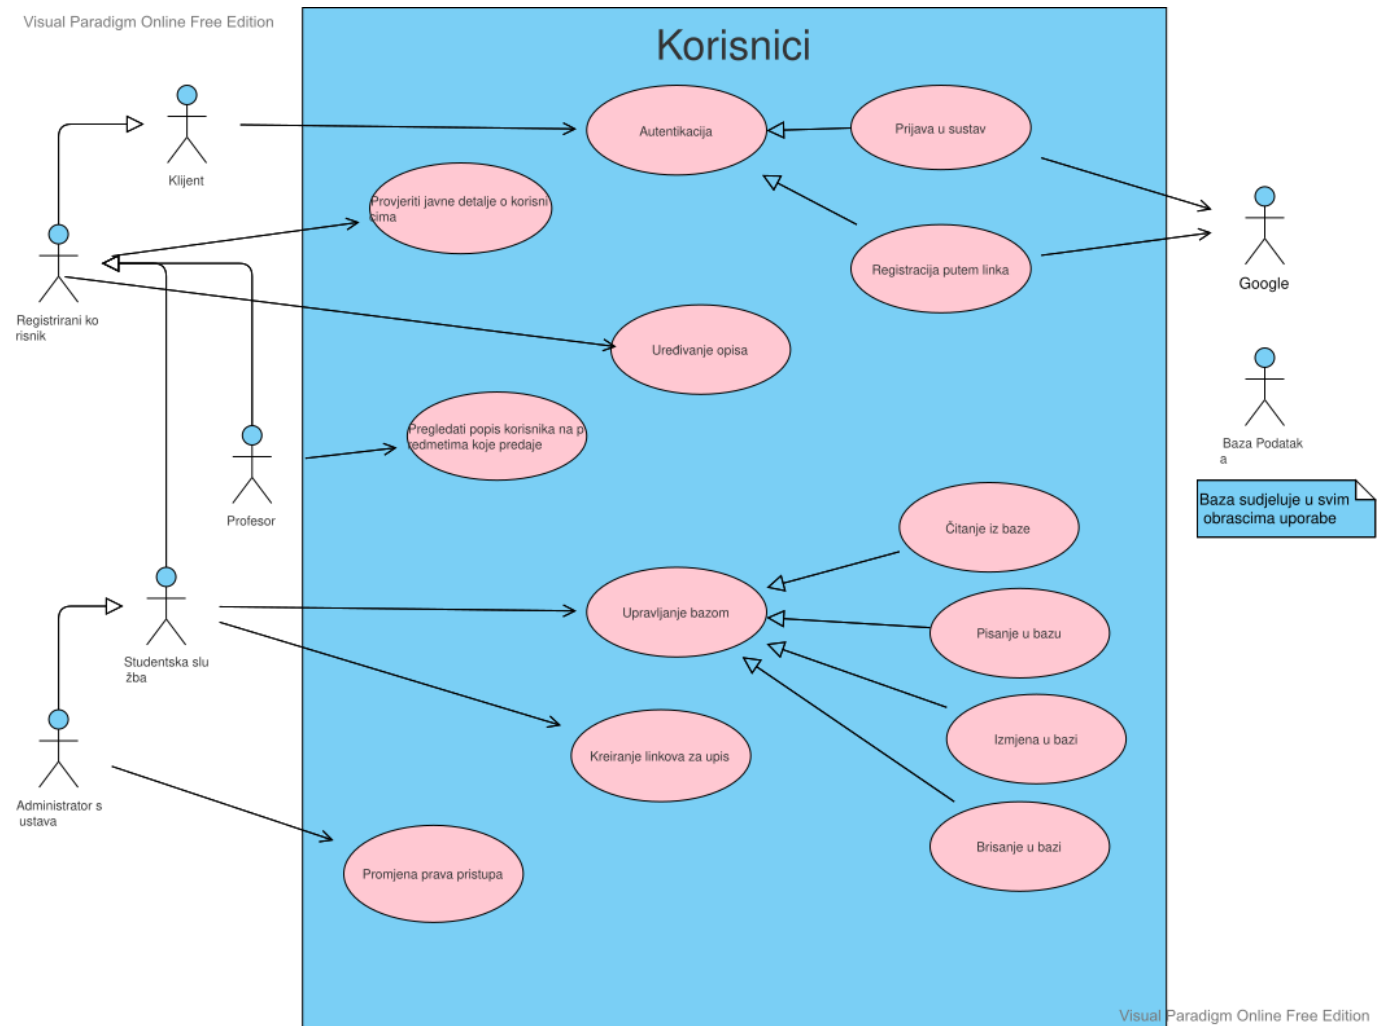 Visual Paradigm Online Free Edition
Korisnici
Klijent
Autentikacija
Prijava u sustav
Provjeriti javne detalje o korisni
cima
Registrirani ko
risnik
Registracija putem linka
Google
Uređivanje opisa
Pregledati popis korisnika na p
redmetima koje predaje
Profesor
Baza Podatak
a
Baza sudjeluje u svim
obrascima uporabe
Čitanje iz baze
Upravljanje bazom
Pisanje u bazu
Studentska slu
žba
Izmjena u bazi
Kreiranje linkova za upis
Administrator s
ustava
Brisanje u bazi
Promjena prava pristupa
Visual Paradigm Online Free Edition